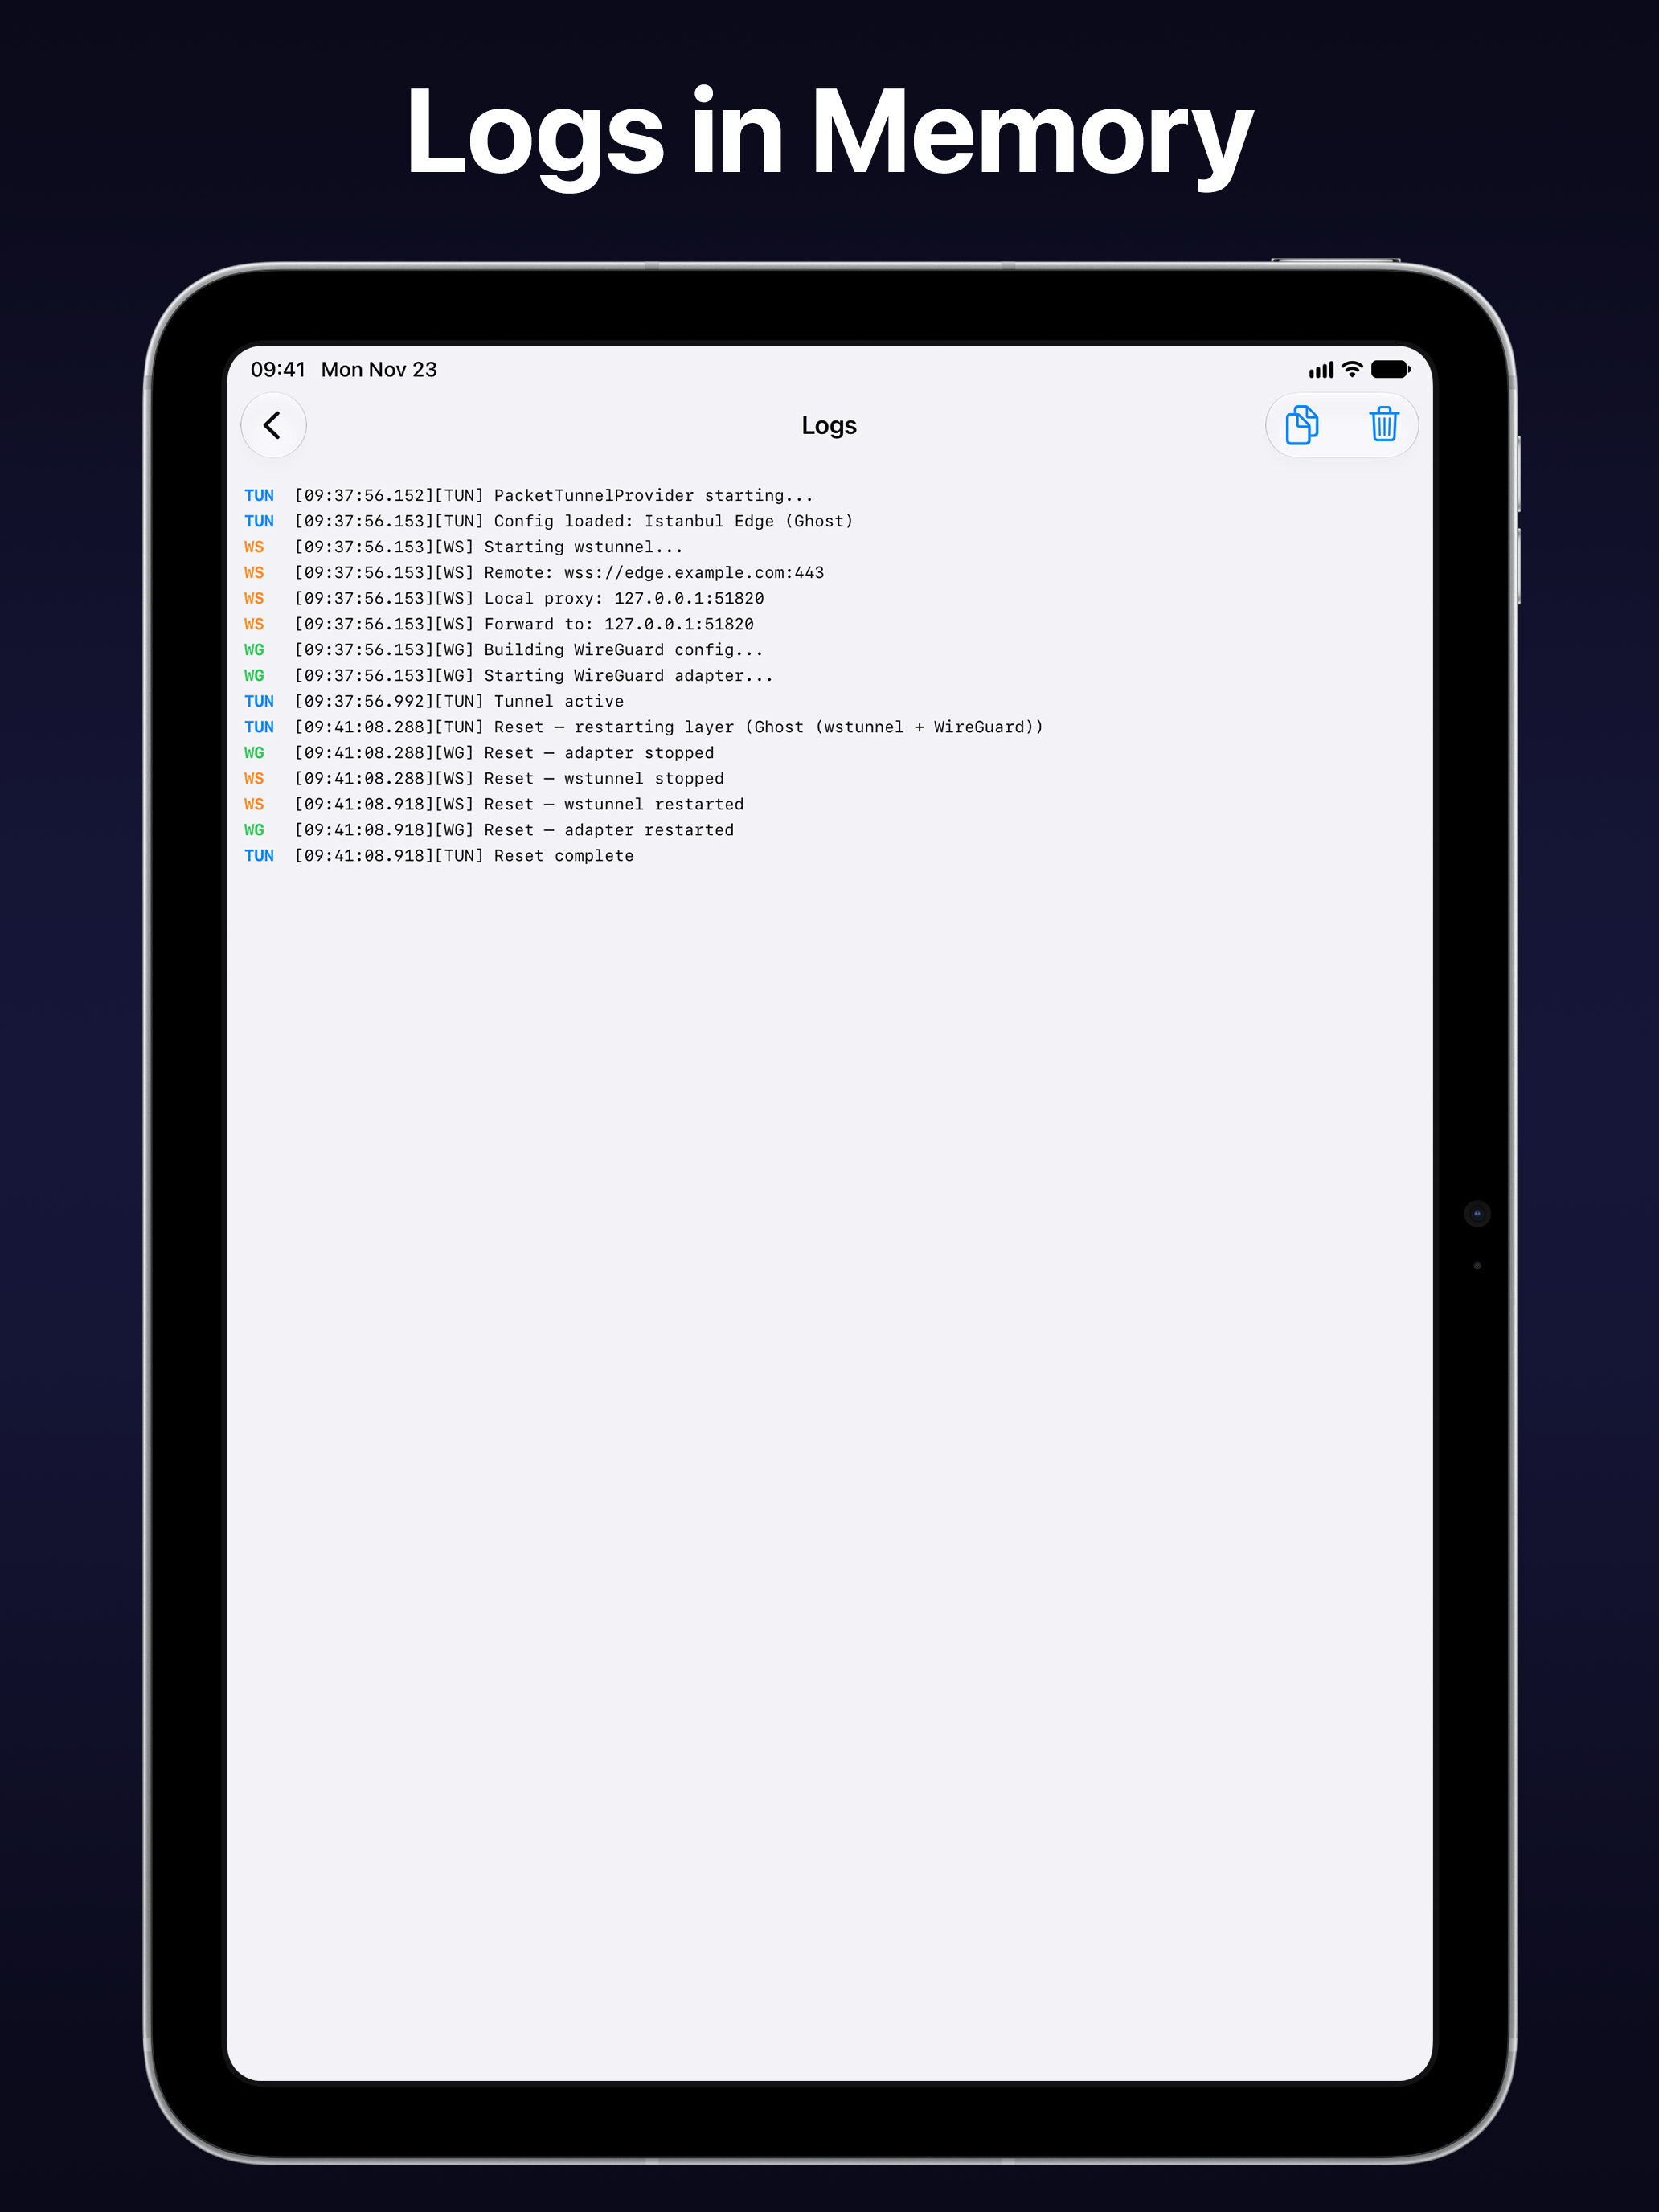 Logs in Memory
09:41 Mon Nov 23
Logs
TUN [09:37:56.152][TUN] PacketTunnelProvider starting...
TUN [09:37:56.153][TUN] Config loaded: Istanbul Edge (Ghost)
WS [09:37:56.153][WS] Starting wstunnel...
WS [09:37:56.153][WS] Remote: wss://edge.example.com:443
WS [09:37:56.153][WS] Local proxy: 127.0.0.1:51820
WS [09:37:56.153][WS] Forward to: 127.0.0.1:51820
WG [09:37:56.153][WG] Building WireGuard config...
WG [09:37:56.153][WG] Starting WireGuard adapter...
TUN [09:37:56.992][TUN] Tunnel active
TUN [09:41:08.288][TUN] Reset — restarting layer (Ghost (wstunnel + WireGuard))
WG [09:41:08.288][WG] Reset — adapter stopped
WS [09:41:08.288][WS] Reset — wstunnel stopped
WS [09:41:08.918][WS] Reset — wstunnel restarted
WG [09:41:08.918][WG] Reset — adapter restarted
TUN [09:41:08.918][TUN] Reset complete